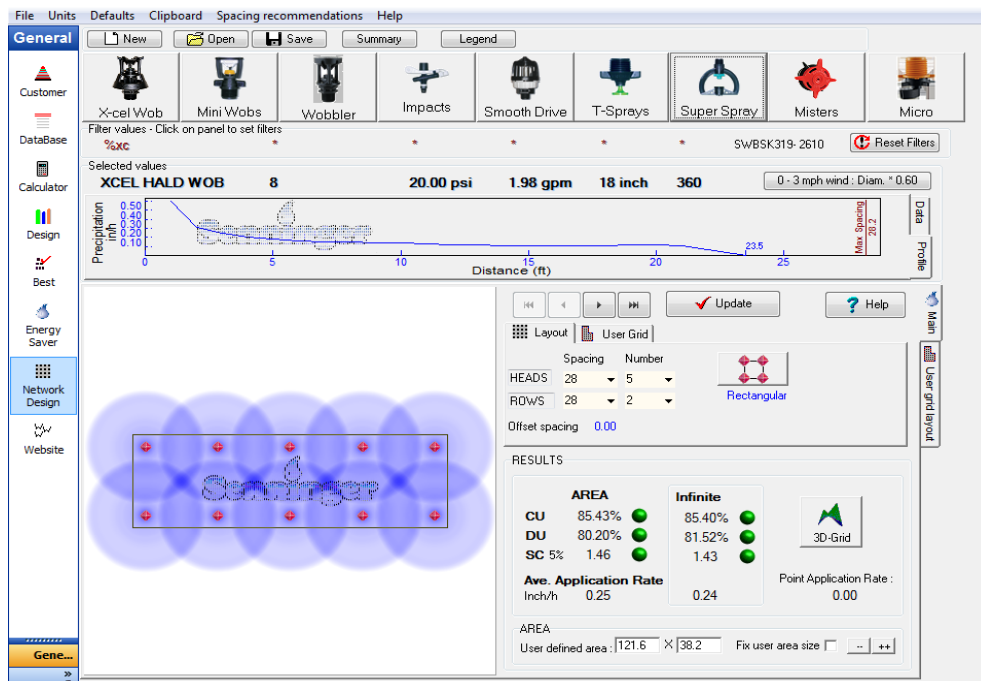 File Units Defaults Clipboard Spacing recommendations Help
General New Open Save Summary Legend
Customer
DataBase
Calculator
Design
Best
Energy
Saver
Network
Design
Website
Gene...
»
X-cel Wob Mini Wobs Wobbler Impacts Smooth Drive T-Sprays Super Spray Misters Micro
Filter values - Click on panel to set filters
%xc * * * * * SWBSK319- 2610 Reset Filters
Selected values
XCEL HALD WOB 8 20.00 psi 1.98 gpm 18 inch 360 0 - 3 mph wind : Diam. * 0.60
Precipitation
in/h
0.50
0.40
0.30
0.20
0.10
Senninger
0 5 10 15 20 25
23.5
Distance (ft)
Max Spacing
28.2
Data
Profile
Senninger
Update Help
Main
User grid layout
Layout User Grid
Spacing Number
HEADS 28 5
ROWS 28 2
Rectangular
Offset spacing 0.00
RESULTS
AREA Infinite
CU 85.43% 85.40%
DU 80.20% 81.52%
SC 5% 1.46 1.43
3D-Grid
Ave. Application Rate
Inch/h 0.25 0.24
Point Application Rate :
0.00
AREA
User defined area : 121.6 X 38.2 Fix user area size -- ++